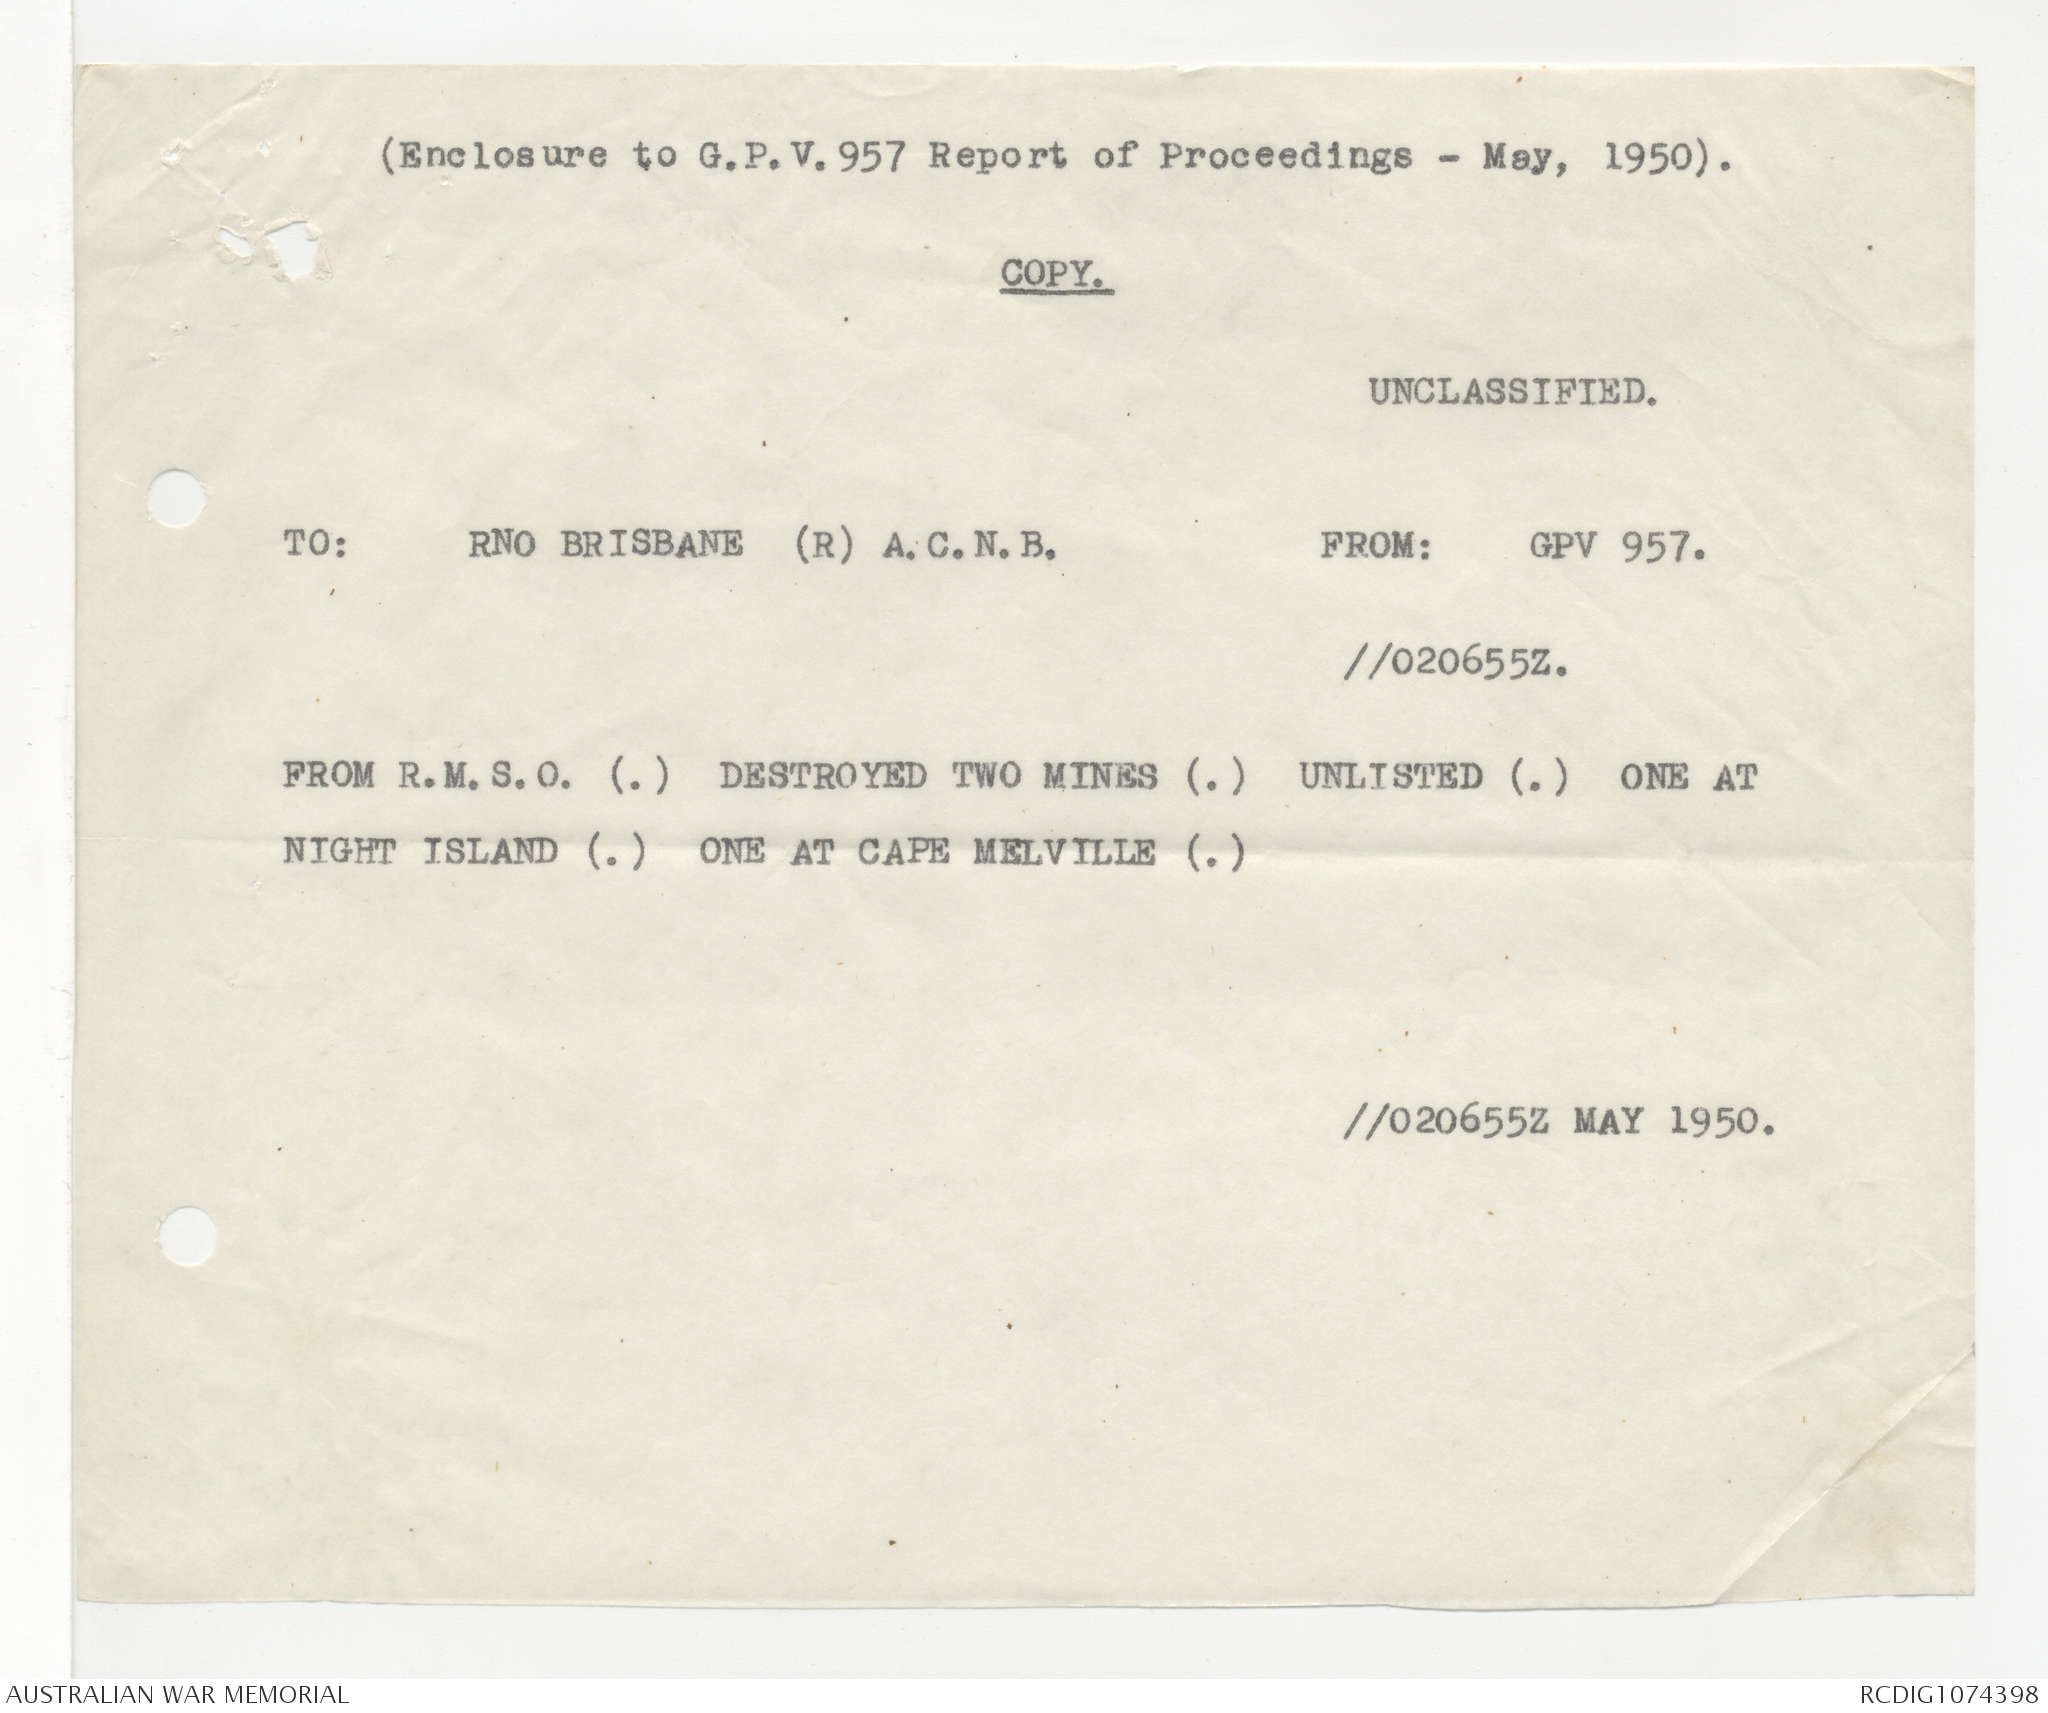 (Enclosure to G.P.V.957 Report of Proceedings - May, 1950).
COPY.
UNCLASSIFIED.
TO: RNO BRISBANE (R) A.C.N.B. FROM: GPV 957.
//020655Z.
FROM R.M.S.O. (.) DESTROYED TWO MINES (.) UNLISTED (.) ONE AT
NIGHT ISLAND (.) ONE AT CAPE MELVILLE (.)
//020655Z MAY 1950.
AUSTRALIAN WAR MEMORIAL RCDIG1074398